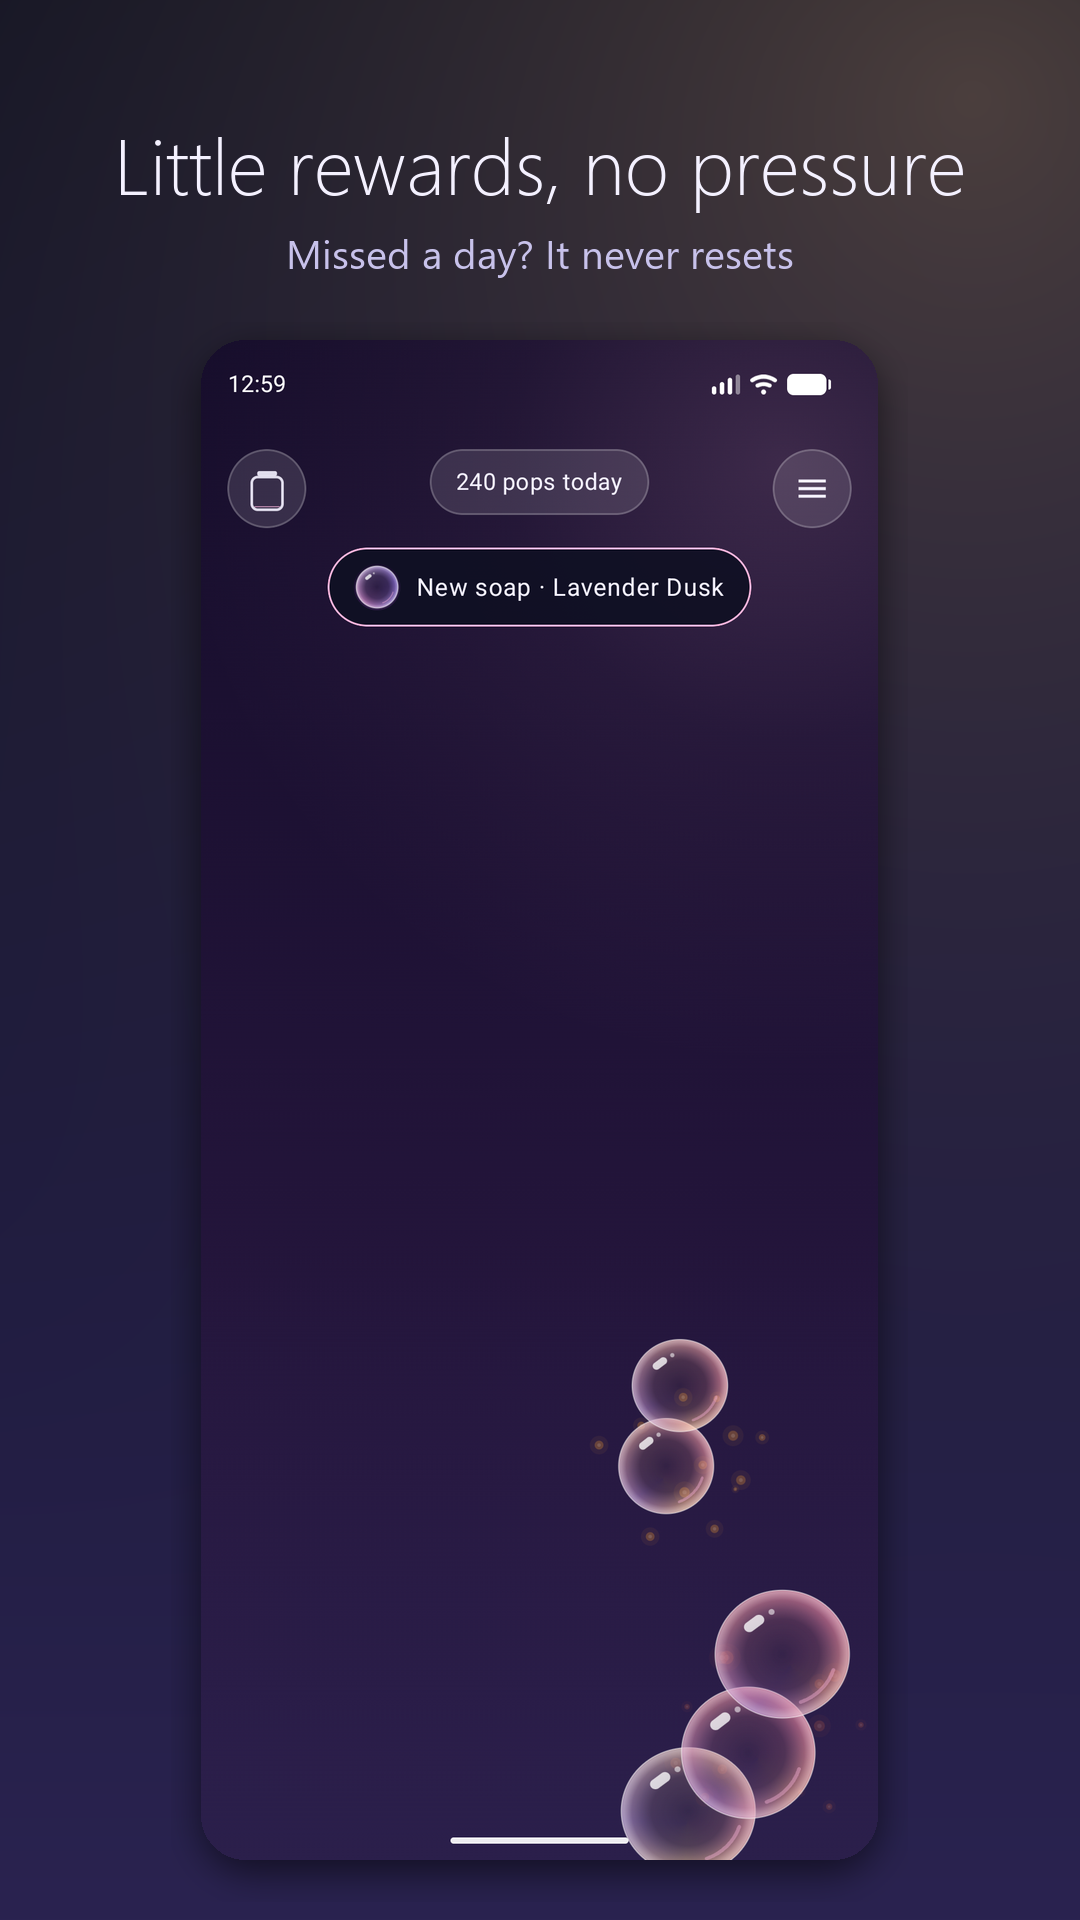 Little rewards, no pressure
Missed a day? It never resets
12:59
240 pops today
New soap · Lavender Dusk